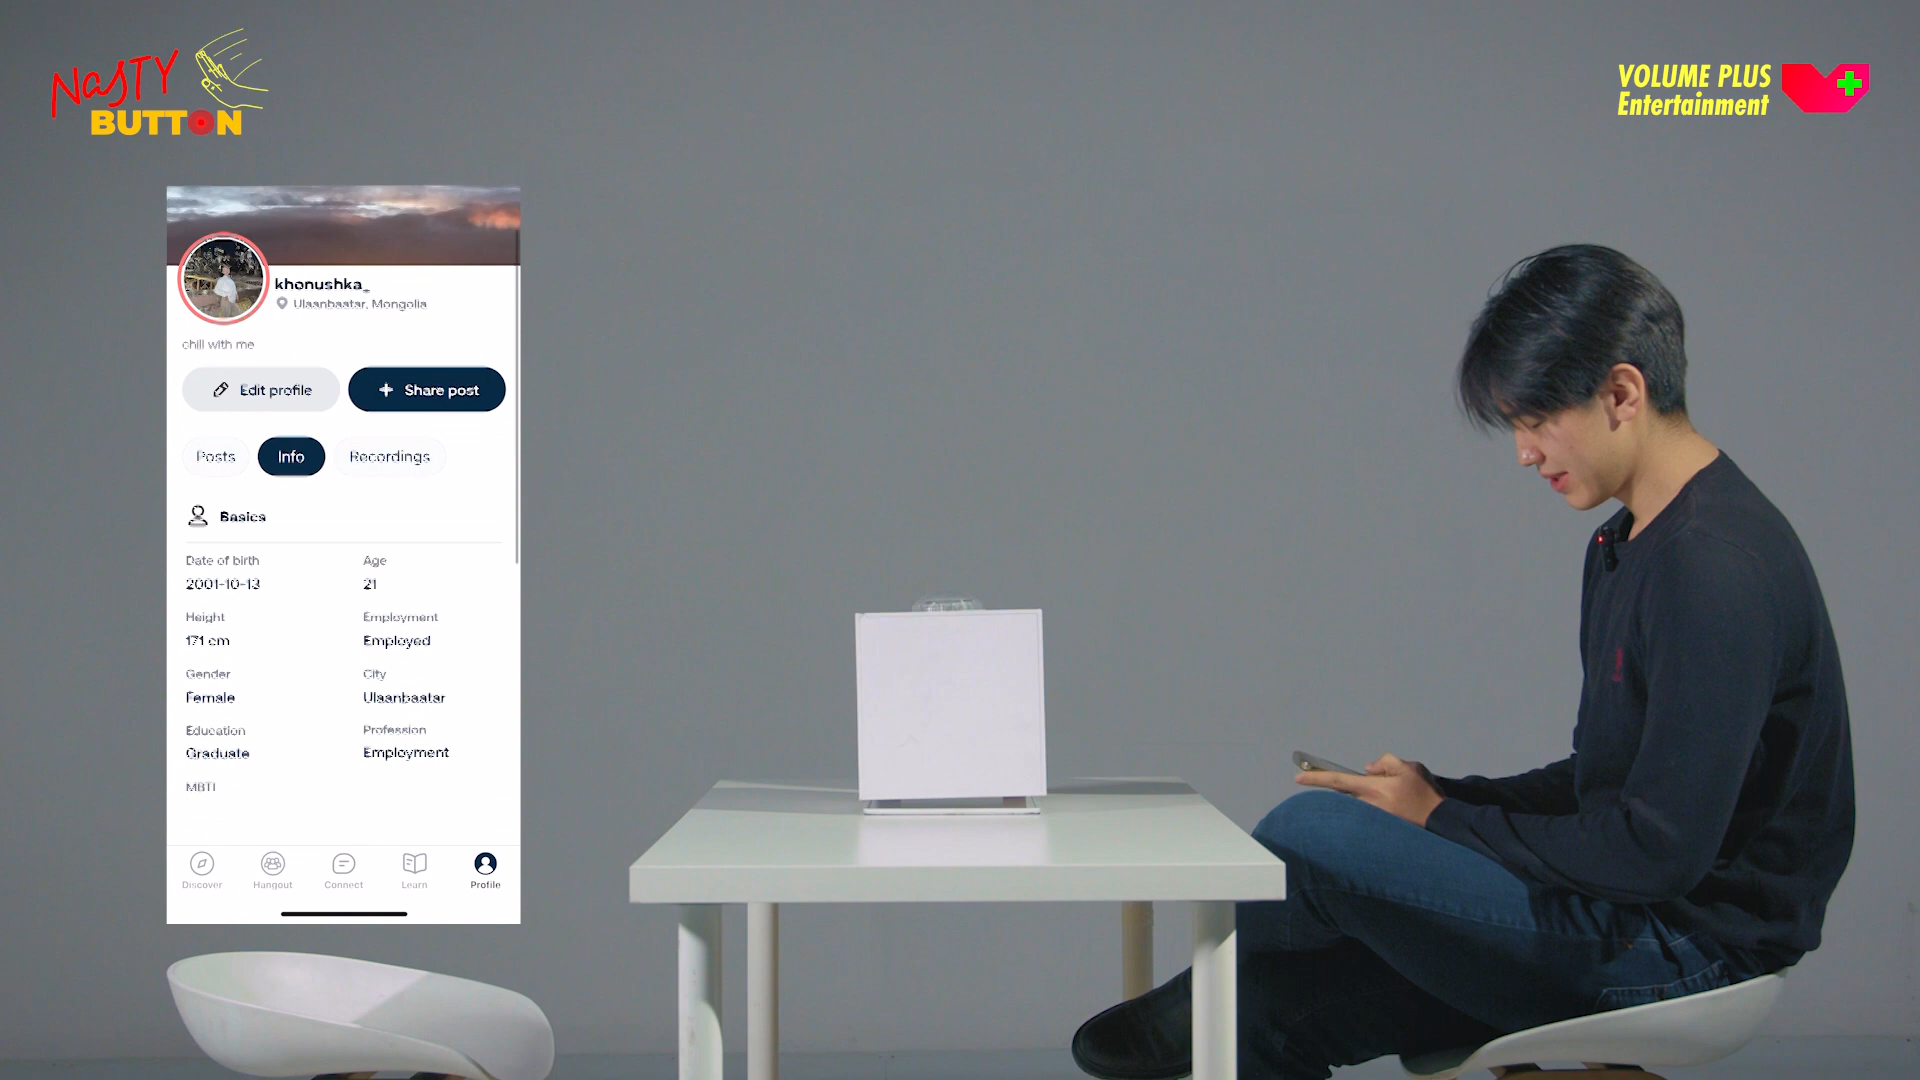 NASTY
BUTTON
VOLUME PLUS
Entertainment
khonushka_
Ulaanbaatar, Mongolia
chill with me
Edit profile
Share post
Posts
Info
Recordings
Basics
Date of birth
Age
2001-10-13
21
Height
Employment
171 cm
Employed
Gender
City
Female
Ulaanbaatar
Education
Profession
Graduate
Employment
MBTI
Discover
Hangout
Connect
Learn
Profile